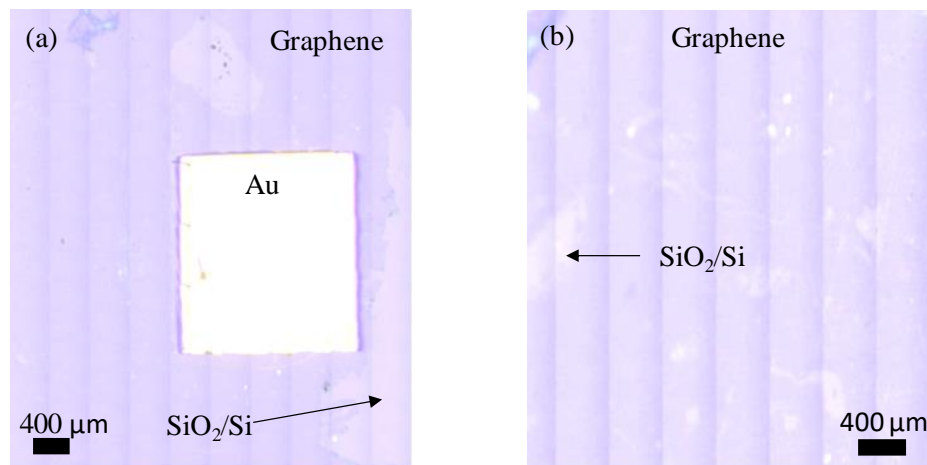 (a)
Graphene
Au
SiO₂/Si
400 μm
(b)
Graphene
SiO₂/Si
400 μm